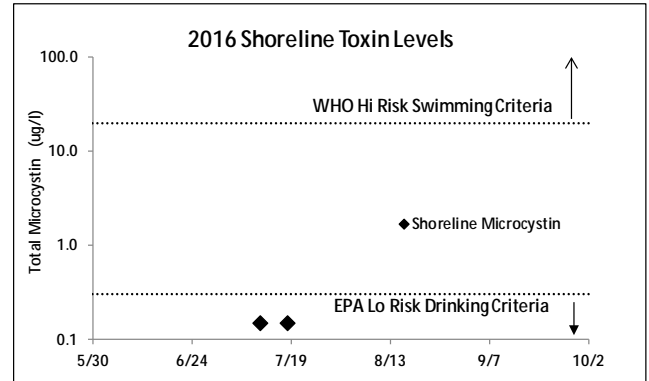 2016 Shoreline Toxin Levels
100.0
WHO Hi Risk Swimming Criteria
10.0
Total Microcystin (ug/l)
Shoreline Microcystin
1.0
EPA Lo Risk Drinking Criteria
0.1
5/30 6/24 7/19 8/13 9/7 10/2